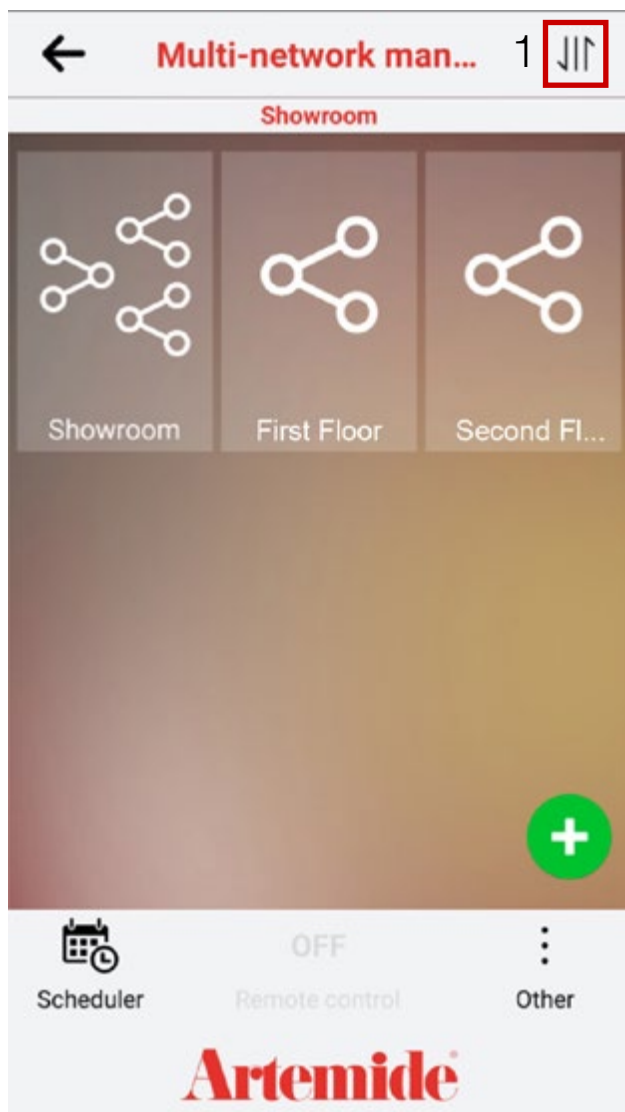 Multi-network man... 1
Showroom
Showroom First Floor Second Fl...
OFF
Scheduler Remote control Other
Artemide